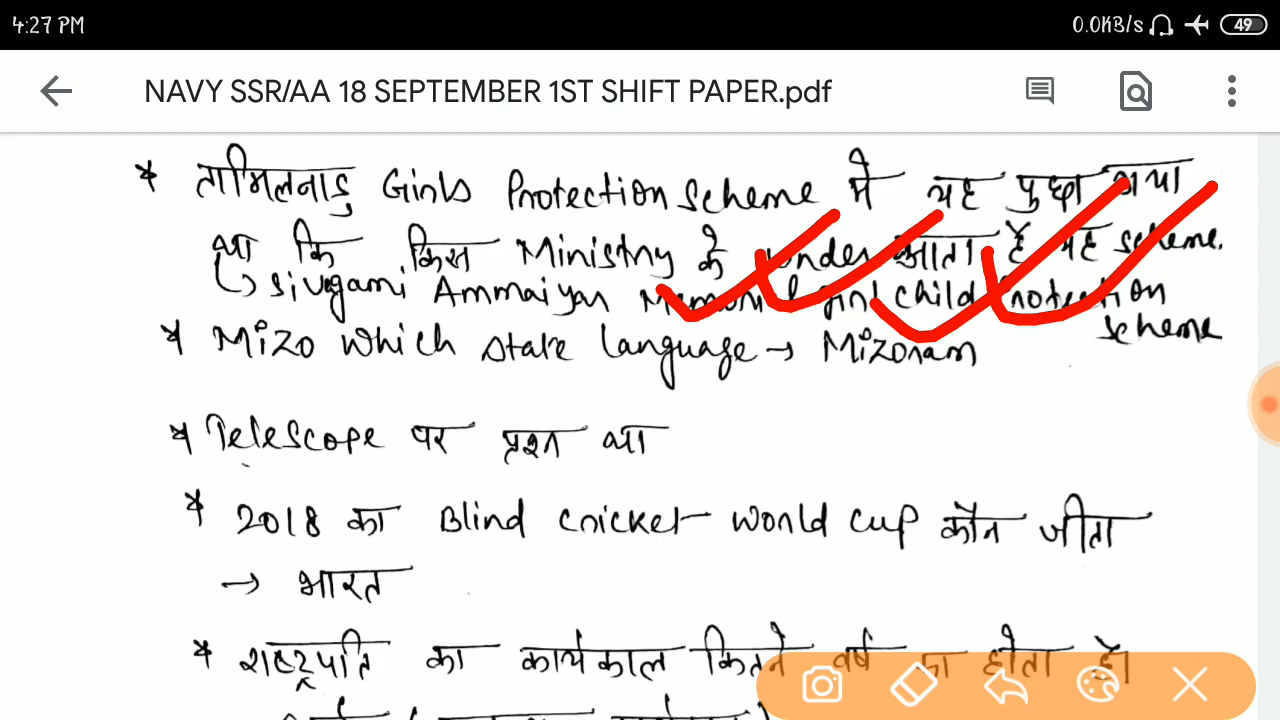 4:27 PM 0.0KB/s 49
NAVY SSR/AA 18 SEPTEMBER 1ST SHIFT PAPER.pdf
* तामिलनाडु Girls Protection Scheme में यह पुछा गया
था कि किस Ministry के under आता है यह scheme.
↳ Sivagami Ammaiyar Memorial girl child Protection
scheme
* Mizo which state language → Mizoram
* Telescope पर प्रश्न था
* 2018 का Blind cricket world cup कौन जीता
→ भारत
* राष्ट्रपति का कार्यकाल कितने वर्ष का होता है।